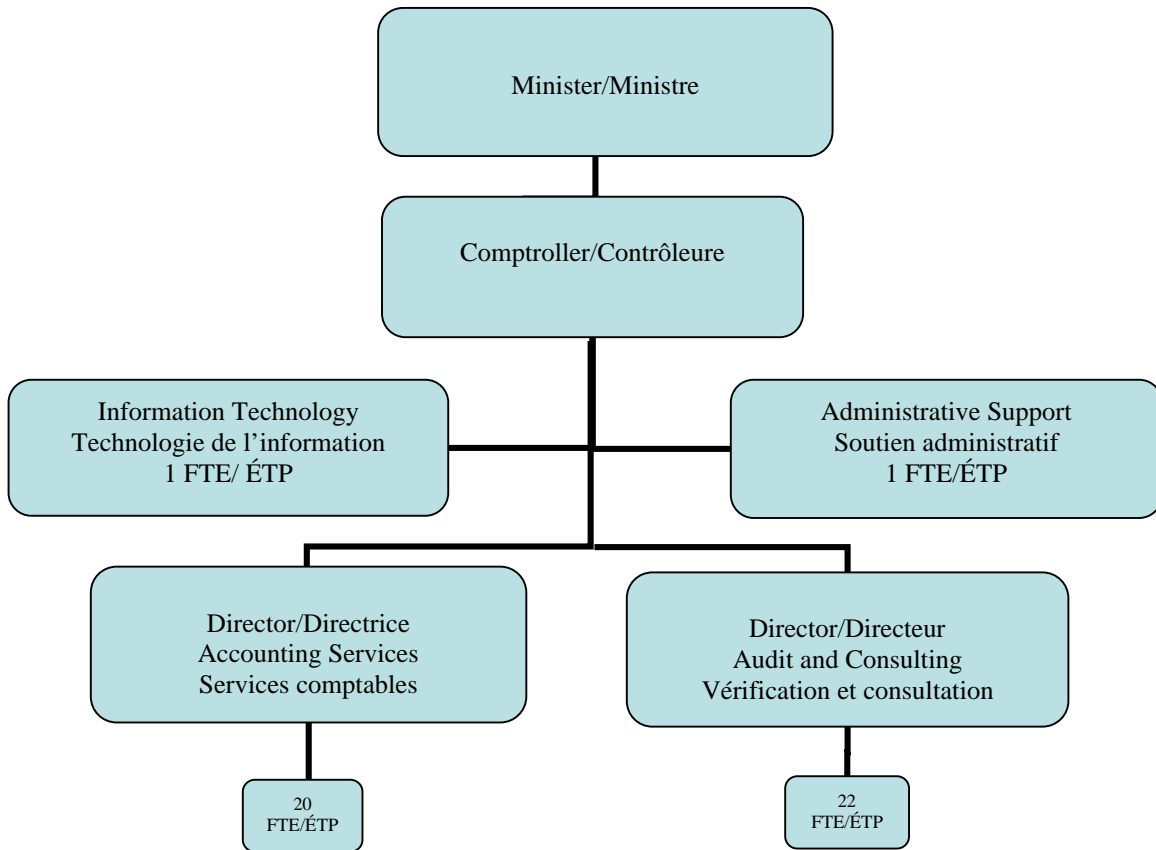 Minister/Ministre
Comptroller/Contrôleure
Information Technology
Technologie de l’information
1 FTE/ ÉTP
Administrative Support
Soutien administratif
1 FTE/ÉTP
Director/Directrice
Accounting Services
Services comptables
Director/Directeur
Audit and Consulting
Vérification et consultation
20
FTE/ÉTP
22
FTE/ÉTP